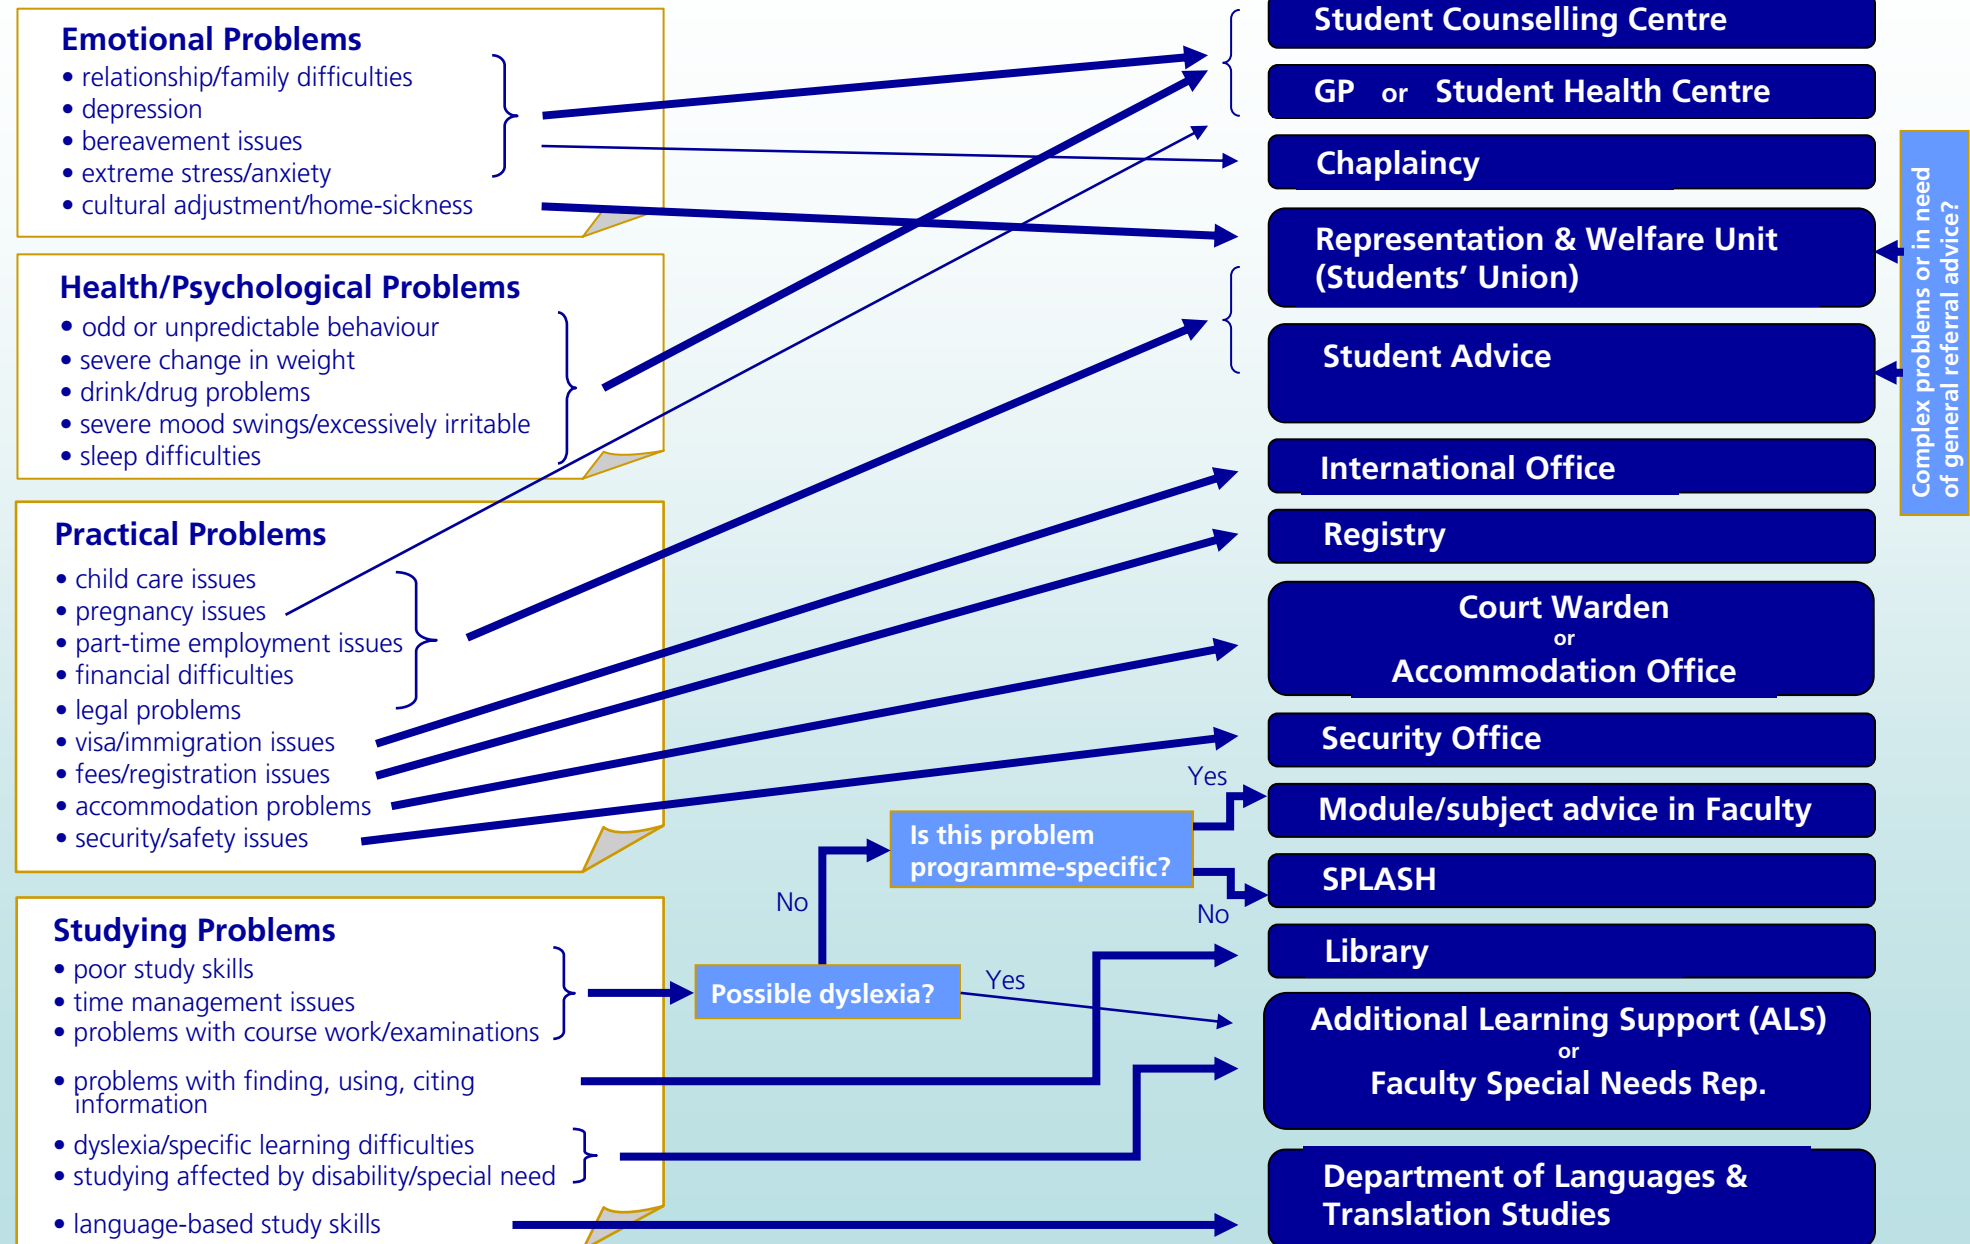 Emotional Problems
• relationship/family difficulties
• depression
• bereavement issues
• extreme stress/anxiety
• cultural adjustment/home-sickness
Health/Psychological Problems
• odd or unpredictable behaviour
• severe change in weight
• drink/drug problems
• severe mood swings/excessively irritable
• sleep difficulties
Practical Problems
• child care issues
• pregnancy issues
• part-time employment issues
• financial difficulties
• legal problems
• visa/immigration issues
• fees/registration issues
• accommodation problems
• security/safety issues
Studying Problems
• poor study skills
• time management issues
• problems with course work/examinations
• problems with finding, using, citing
information
• dyslexia/specific learning difficulties
• studying affected by disability/special need
• language-based study skills
Possible dyslexia?
Yes
No
Is this problem
programme-specific?
Yes
No
Student Counselling Centre
GP or Student Health Centre
Chaplaincy
Representation & Welfare Unit
(Students’ Union)
Student Advice
International Office
Registry
Court Warden
or
Accommodation Office
Security Office
Module/subject advice in Faculty
SPLASH
Library
Additional Learning Support (ALS)
or
Faculty Special Needs Rep.
Department of Languages &
Translation Studies
Complex problems or in need
of general referral advice?